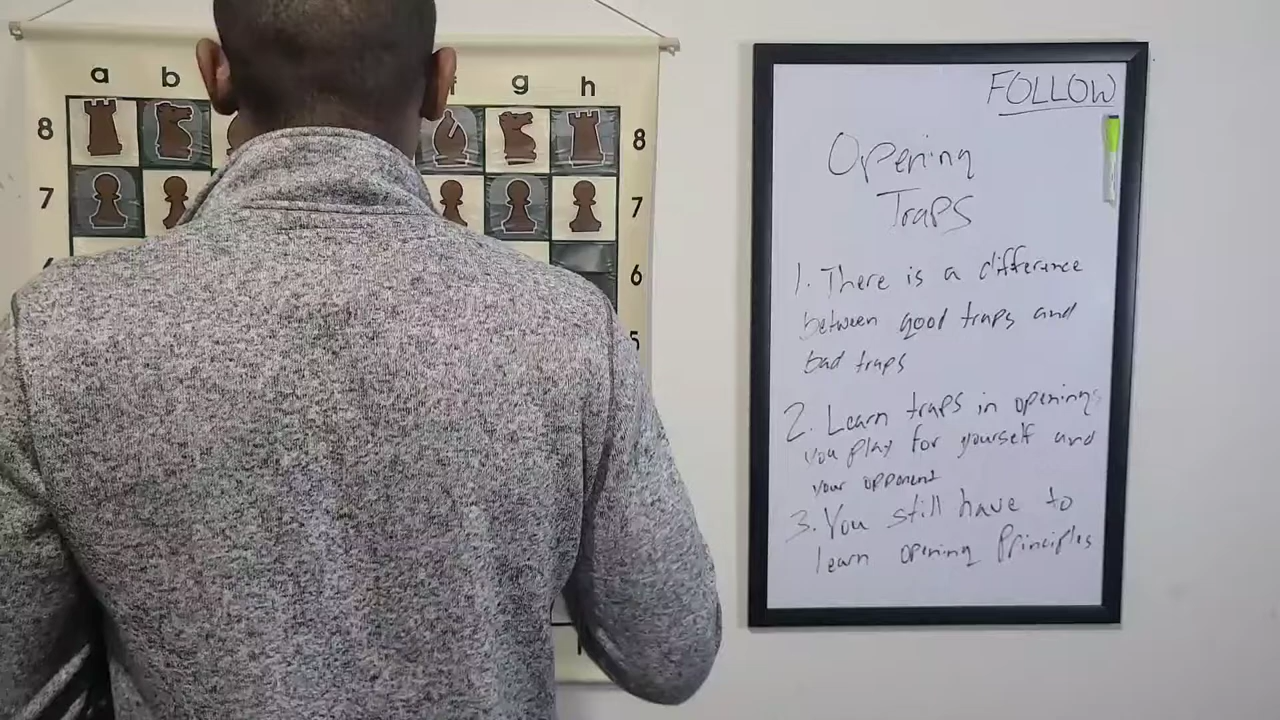 a b f g h
8 8
7 7
6
5
FOLLOW
Opening
Traps
1. There is a difference
between good traps and
bad traps
2. Learn traps in openings
you play for yourself and
your opponent
3. You still have to
learn opening Principles